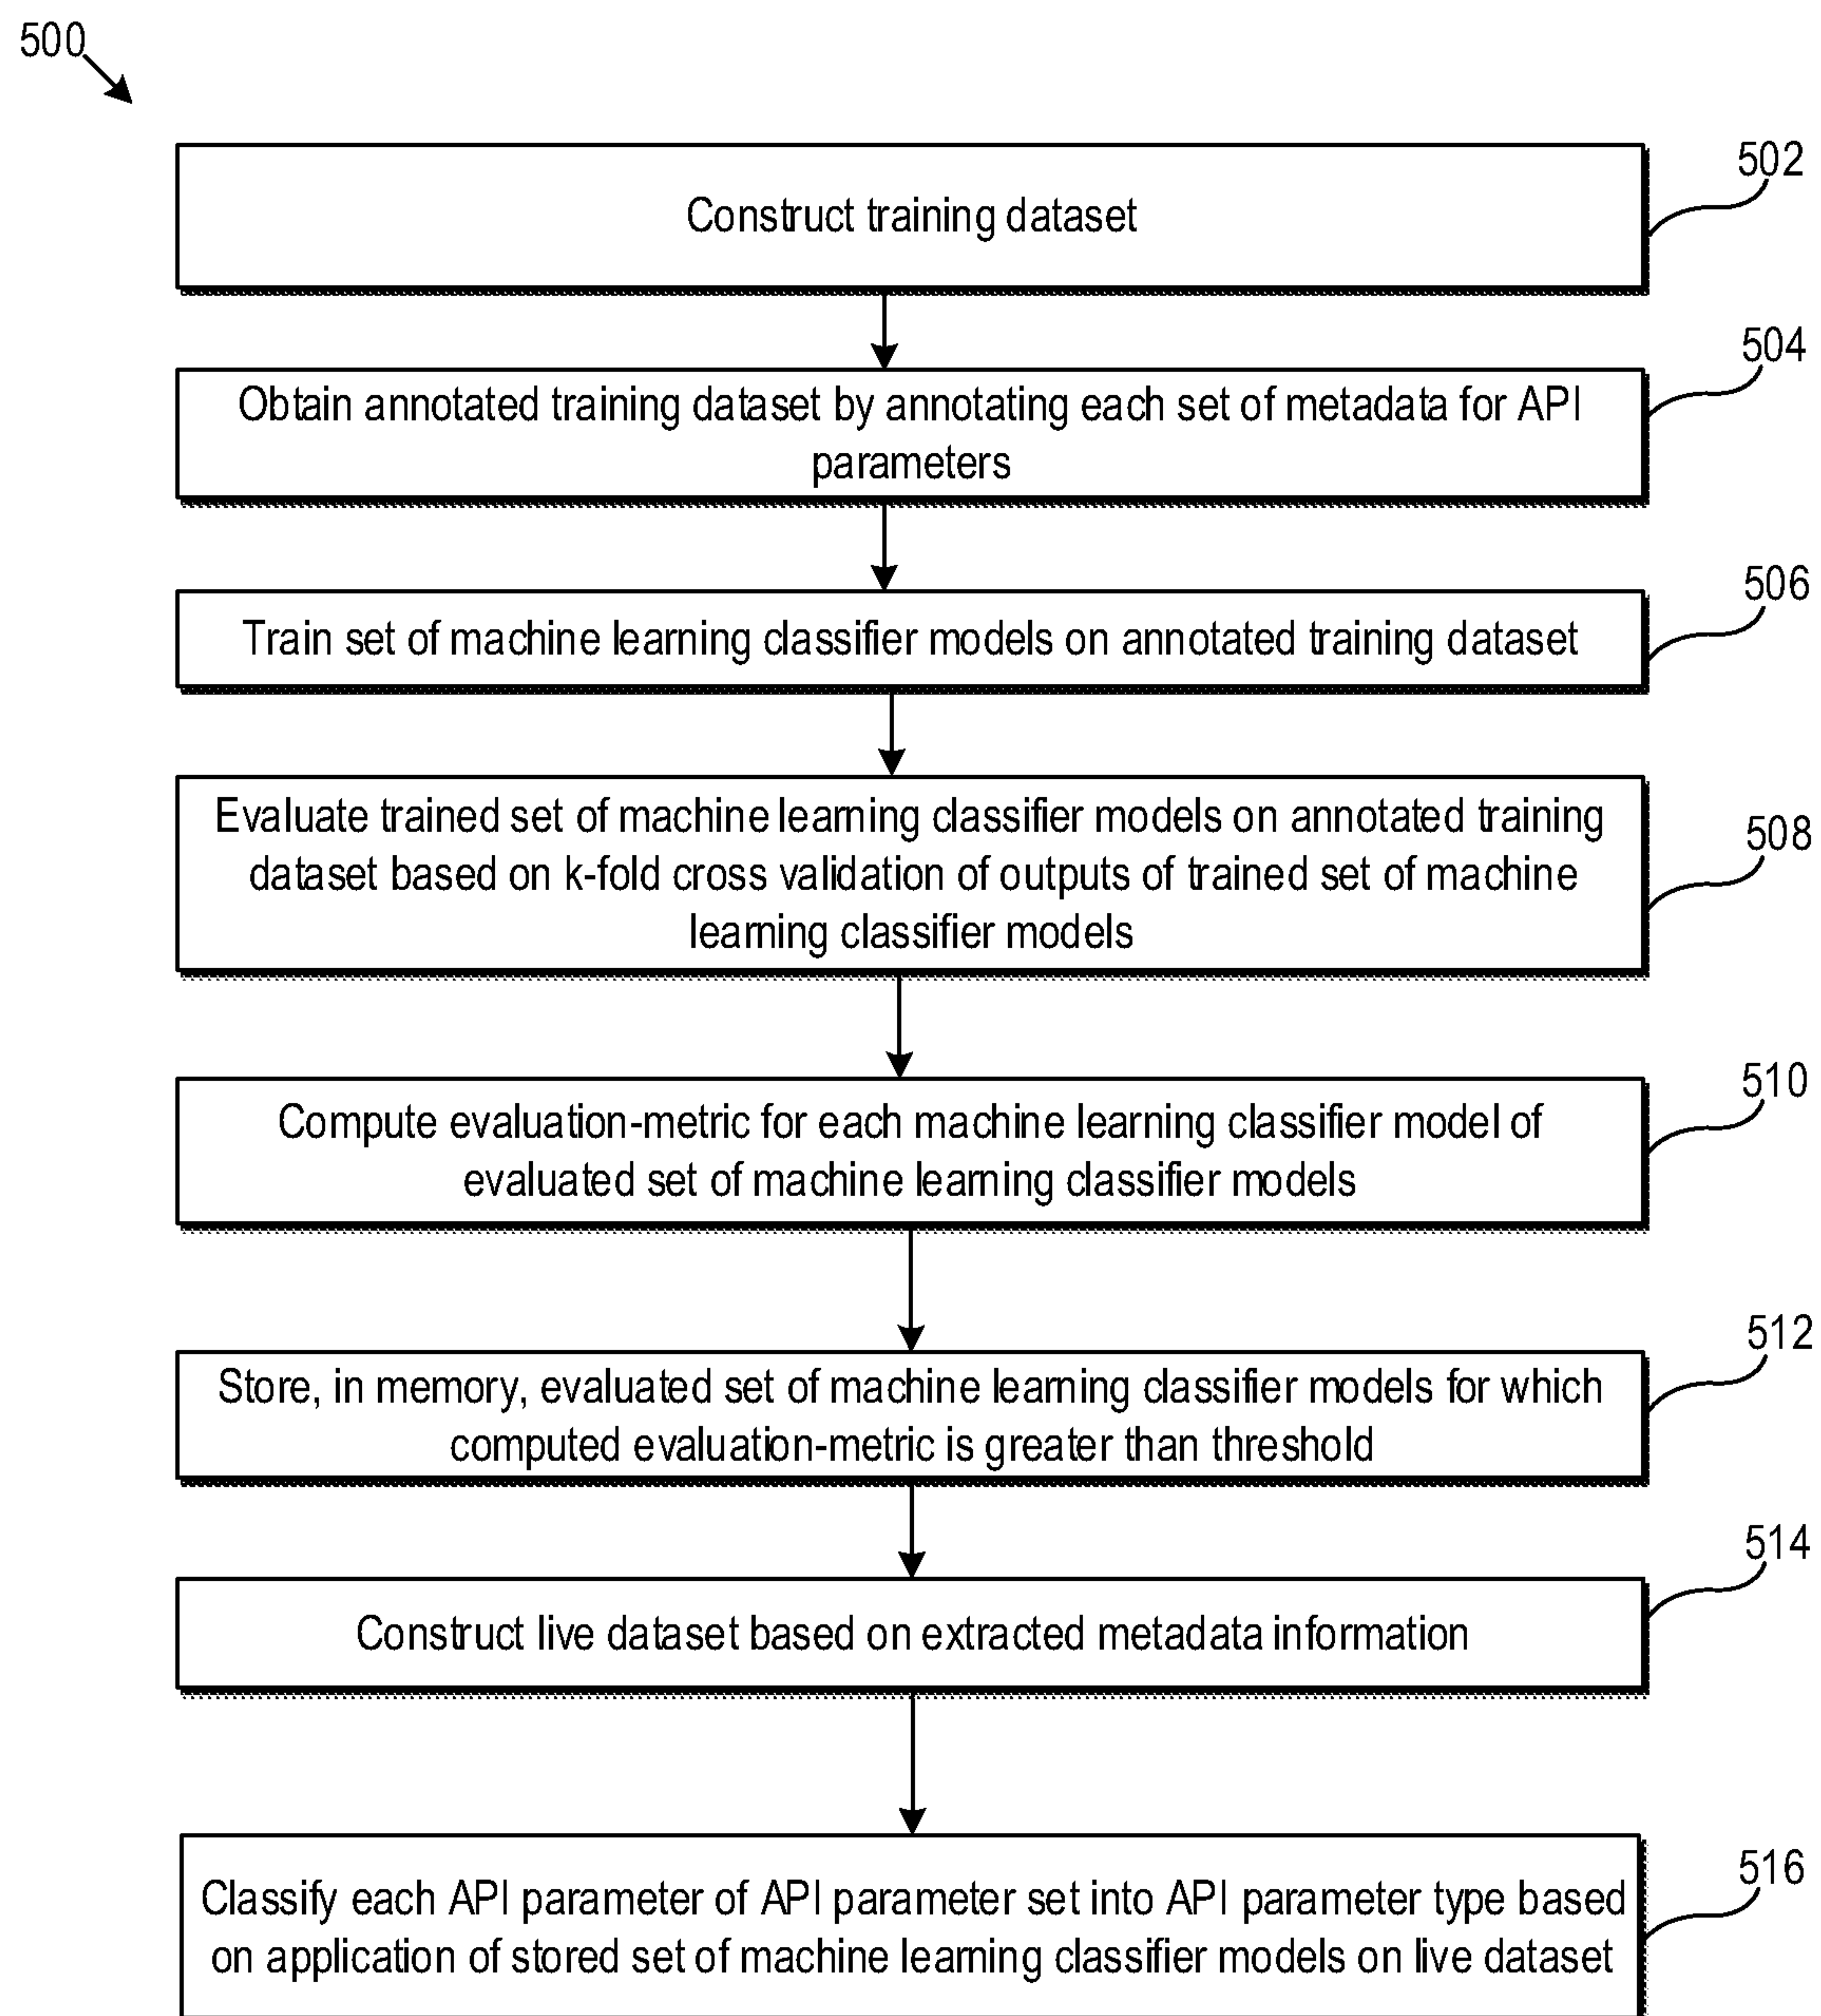 500
502
Construct training dataset
504
Obtain annotated training dataset by annotating each set of metadata for API
parameters
506
Train set of machine learning classifier models on annotated training dataset
508
Evaluate trained set of machine learning classifier models on annotated training
dataset based on k-fold cross validation of outputs of trained set of machine
learning classifier models
510
Compute evaluation-metric for each machine learning classifier model of
evaluated set of machine learning classifier models
512
Store, in memory, evaluated set of machine learning classifier models for which
computed evaluation-metric is greater than threshold
514
Construct live dataset based on extracted metadata information
516
Classify each API parameter of API parameter set into API parameter type based
on application of stored set of machine learning classifier models on live dataset